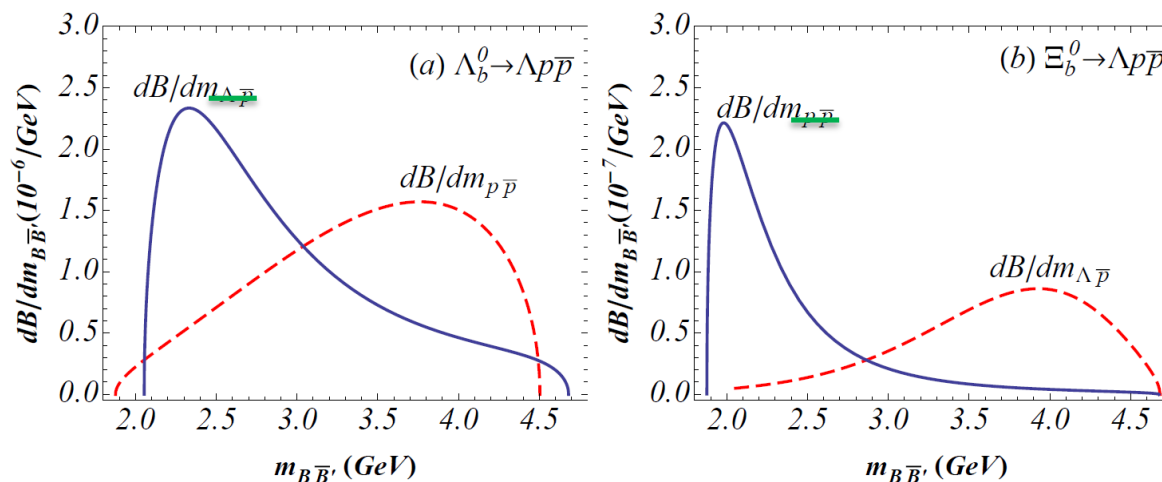 (a) Λ_b^0→Λpp̅
dB/dm_{Λp̅}
dB/dm_{pp̅}
dB/dm_{BB̅′}(10^{−6}/GeV)
3.0
2.5
2.0
1.5
1.0
0.5
0.0
2.0 2.5 3.0 3.5 4.0 4.5
m_{BB̅′} (GeV)
(b) Ξ_b^0→Λpp̅
dB/dm_{pp̅}
dB/dm_{Λp̅}
dB/dm_{BB̅′}(10^{−7}/GeV)
3.0
2.5
2.0
1.5
1.0
0.5
0.0
2.0 2.5 3.0 3.5 4.0 4.5
m_{BB̅′} (GeV)